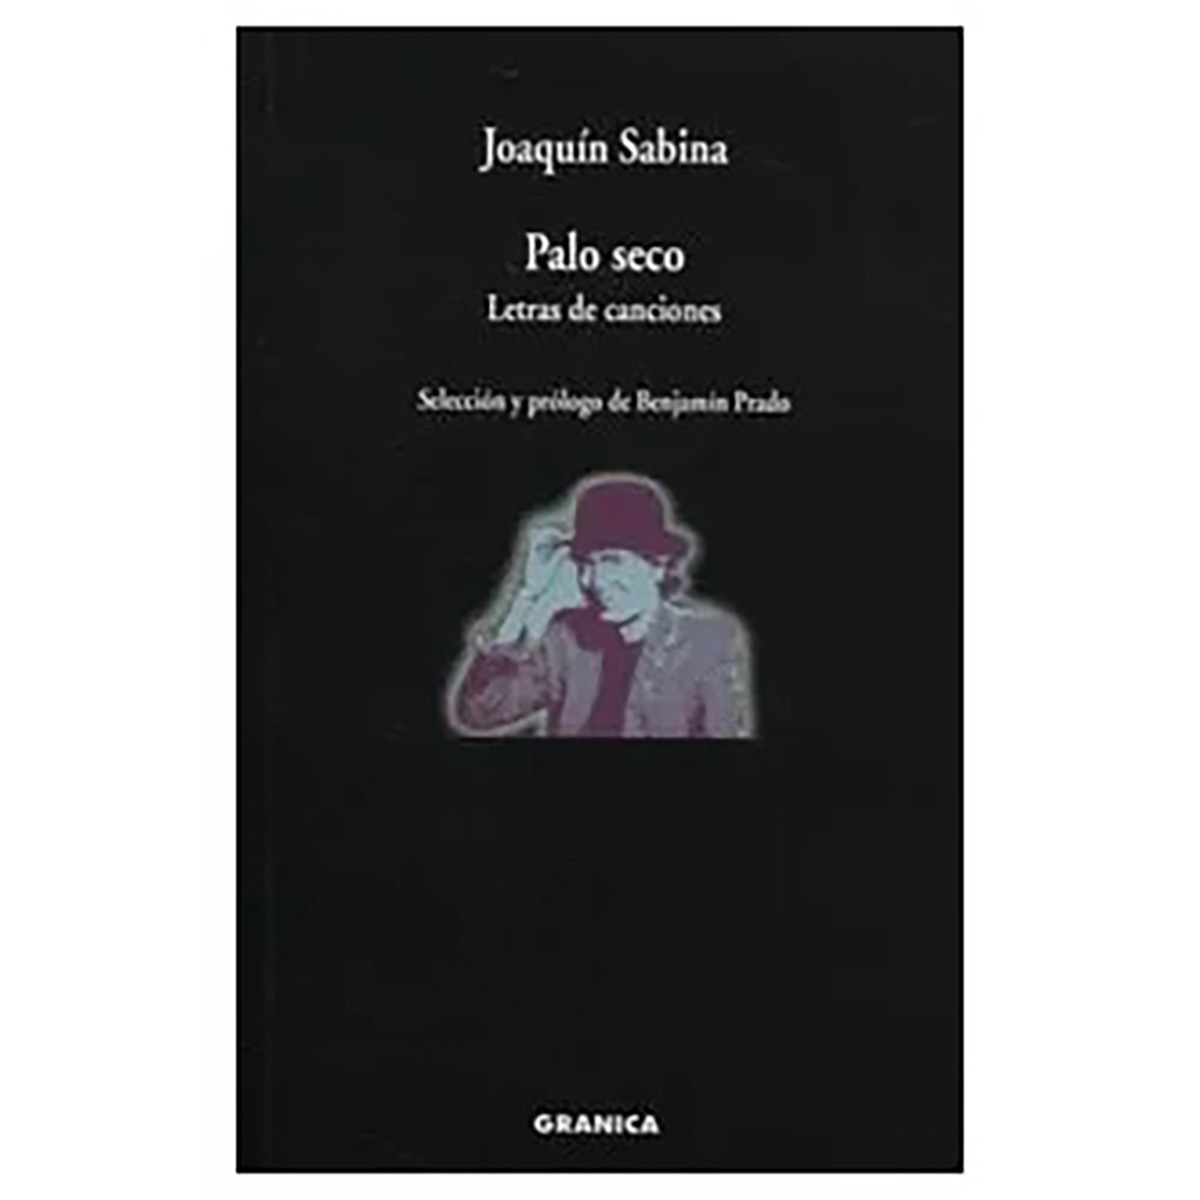 Joaquín Sabina
Palo seco
Letras de canciones
Selección y prólogo de Benjamín Prado
GRANICA